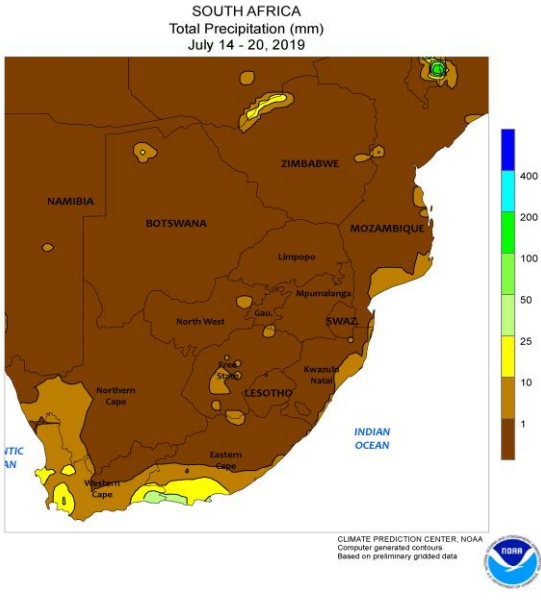 SOUTH AFRICA
Total Precipitation (mm)
July 14 - 20, 2019
ZIMBABWE
NAMIBIA
BOTSWANA
MOZAMBIQUE
Limpopo
Mpumalanga
Gau.
North West
SWAZ.
Free
State
Kwazulu
Natal
LESOTHO
Northern
Cape
INDIAN
OCEAN
NTIC
AN
Eastern
Cape
Western
Cape
400
200
100
50
25
10
1
CLIMATE PREDICTION CENTER, NOAA
Computer generated contours
Based on preliminary gridded data
NOAA